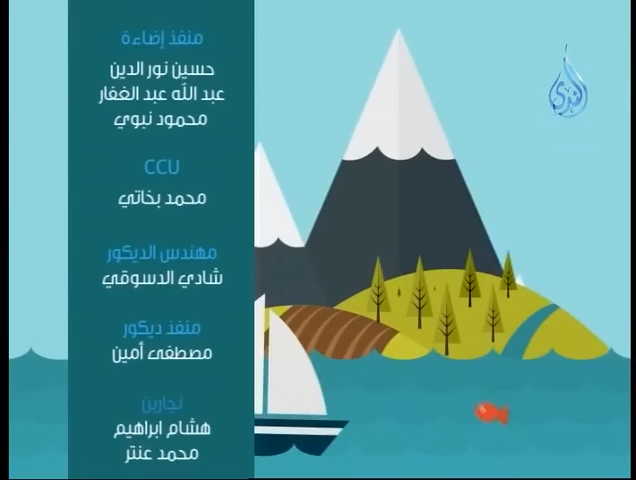 منفذ إضاءة
حسين نور الدين
عبد الله عبد الغفار
محمود نبوي
CCU
محمد بخاتي
مهندس الديكور
شادي الدسوقي
منفذ ديكور
مصطفى أمين
نجارين
هشام ابراهيم
محمد عنتر
الندى